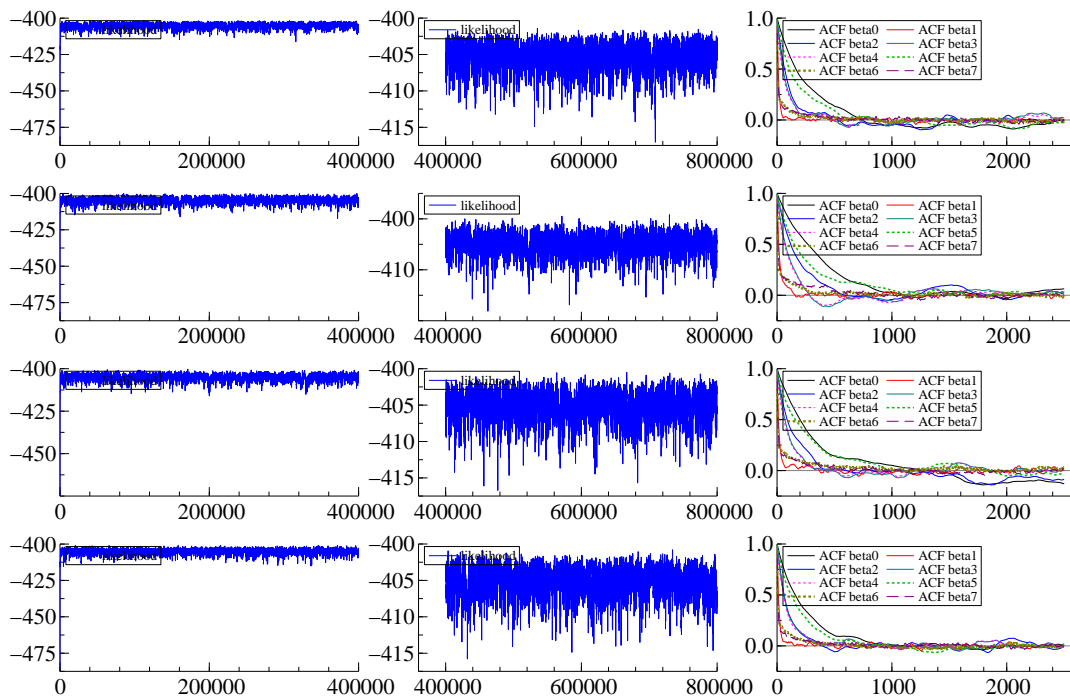 −400
likelihood
−425
−450
−475
0 200000 400000
−400
likelihood
−405
−410
−415
400000 600000 800000
1.0
ACF beta0 ACF beta1
ACF beta2 ACF beta3
ACF beta4 ACF beta5
ACF beta6 ACF beta7
0.5
0.0
0 1000 2000
−400
likelihood
−425
−450
−475
0 200000 400000
likelihood
−400
−410
400000 600000 800000
1.0
ACF beta0 ACF beta1
ACF beta2 ACF beta3
ACF beta4 ACF beta5
ACF beta6 ACF beta7
0.5
0.0
0 1000 2000
−400
likelihood
−425
−450
0 200000 400000
−400
likelihood
−405
−410
−415
400000 600000 800000
1.0
ACF beta0 ACF beta1
ACF beta2 ACF beta3
ACF beta4 ACF beta5
ACF beta6 ACF beta7
0.5
0.0
0 1000 2000
−400
likelihood
−425
−450
−475
0 200000 400000
−400
likelihood
−405
−410
−415
400000 600000 800000
1.0
ACF beta0 ACF beta1
ACF beta2 ACF beta3
ACF beta4 ACF beta5
ACF beta6 ACF beta7
0.5
0.0
0 1000 2000